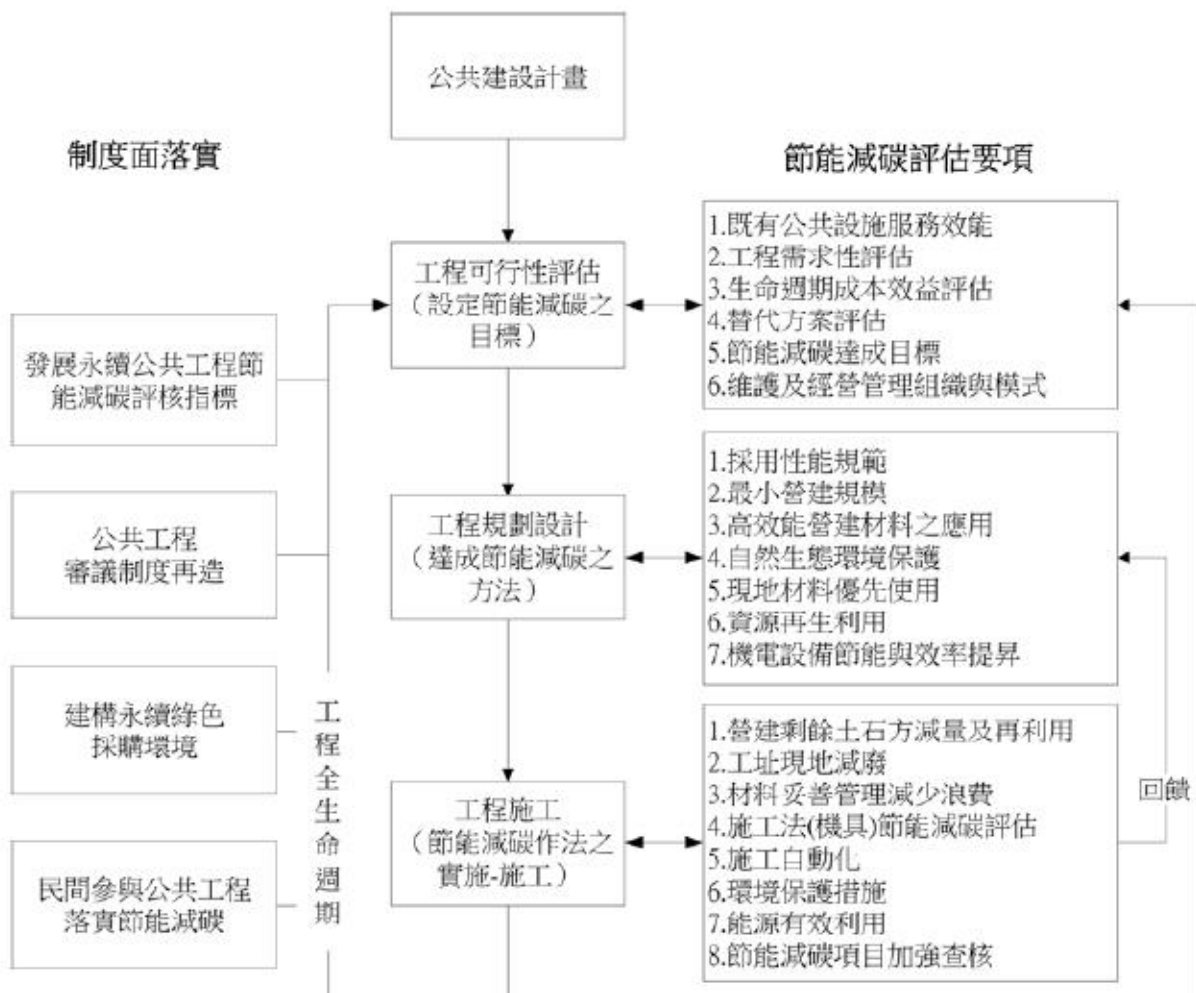 公共建設計畫
制度面落實
節能減碳評估要項
工程可行性評估
（設定節能減碳之
目標）
1.既有公共設施服務效能
2.工程需求性評估
3.生命週期成本效益評估
4.替代方案評估
5.節能減碳達成目標
6.維護及經營管理組織與模式
發展永續公共工程節
能減碳評核指標
工程規劃設計
（達成節能減碳之
方法）
1.採用性能規範
2.最小營建規模
3.高效能營建材料之應用
4.自然生態環境保護
5.現地材料優先使用
6.資源再生利用
7.機電設備節能與效率提昇
公共工程
審議制度再造
建構永續綠色
採購環境
工程全生命週期
工程施工
（節能減碳作法之
實施-施工）
1.營建剩餘土石方減量及再利用
2.工址現地減廢
3.材料妥善管理減少浪費
4.施工法(機具)節能減碳評估
5.施工自動化
6.環境保護措施
7.能源有效利用
8.節能減碳項目加強查核
回饋
民間參與公共工程
落實節能減碳